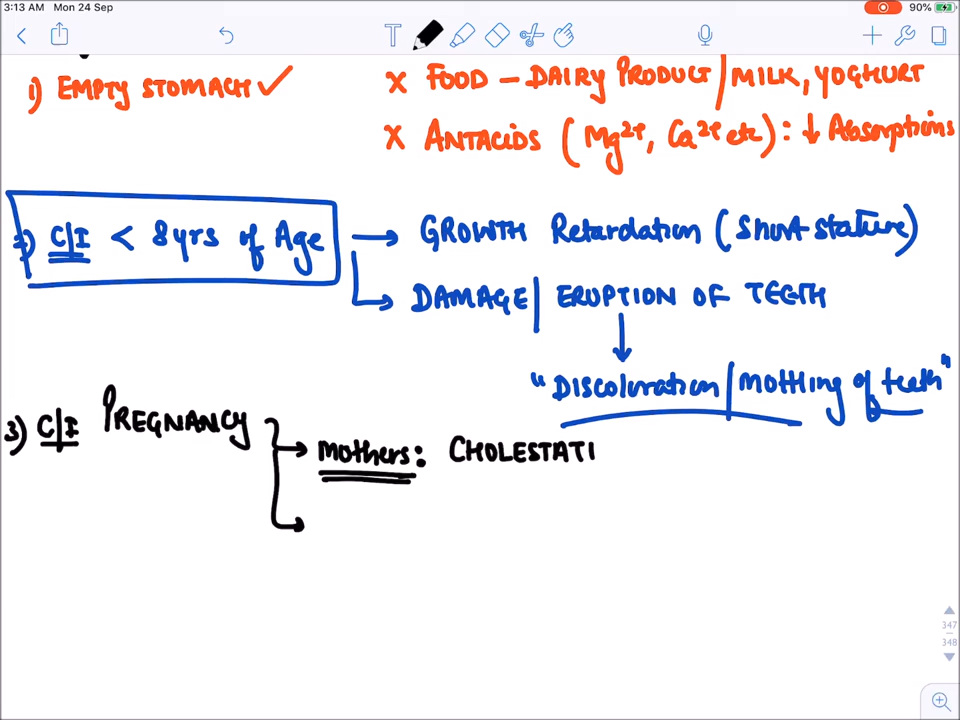 3:13 AM Mon 24 Sep 90%
T
1) EMPTY STOMACH ✓ x FOOD – DAIRY PRODUCT / MILK, YOGHURT
x ANTACIDS ( Mg2+, Ca2+ etc) : ↓ Absorptions
2) C/I < 8 yrs of Age → GROWTH Retardation ( Short stature )
→ DAMAGE | ERUPTION OF TEETH
"DISCOLORATION / Mottling of teeth"
3) C/I PREGNANCY
→ Mothers: CHOLESTATI
347
348